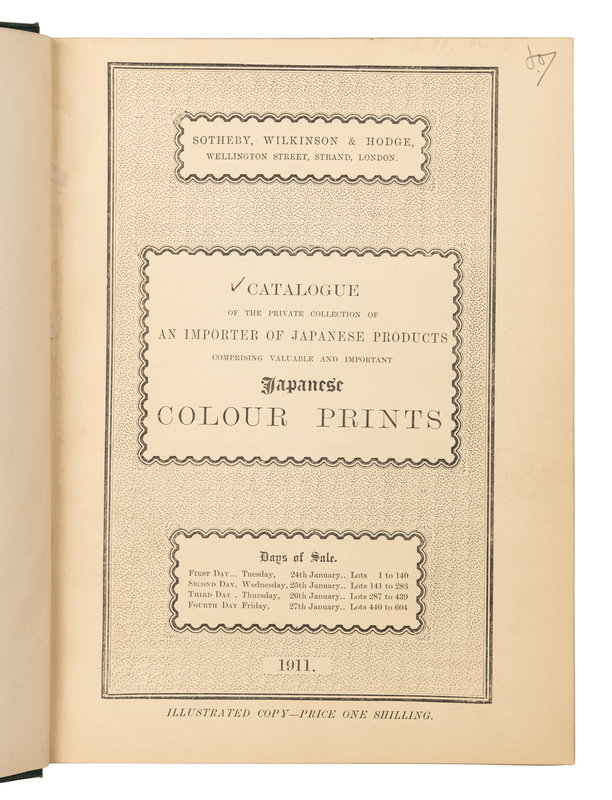 SOTHEBY, WILKINSON & HODGE,
WELLINGTON STREET, STRAND, LONDON.
CATALOGUE
OF THE PRIVATE COLLECTION OF
AN IMPORTER OF JAPANESE PRODUCTS
COMPRISING VALUABLE AND IMPORTANT
Japanese
COLOUR PRINTS
Days of Sale.
FIRST DAY... Tuesday, 24th January.. Lots 1 to 140
SECOND DAY. Wednesday, 25th January.. Lots 141 to 286
THIRD DAY . Thursday, 26th January.. Lots 287 to 439
FOURTH DAY Friday, 27th January.. Lots 440 to 604
1911.
ILLUSTRATED COPY—PRICE ONE SHILLING.